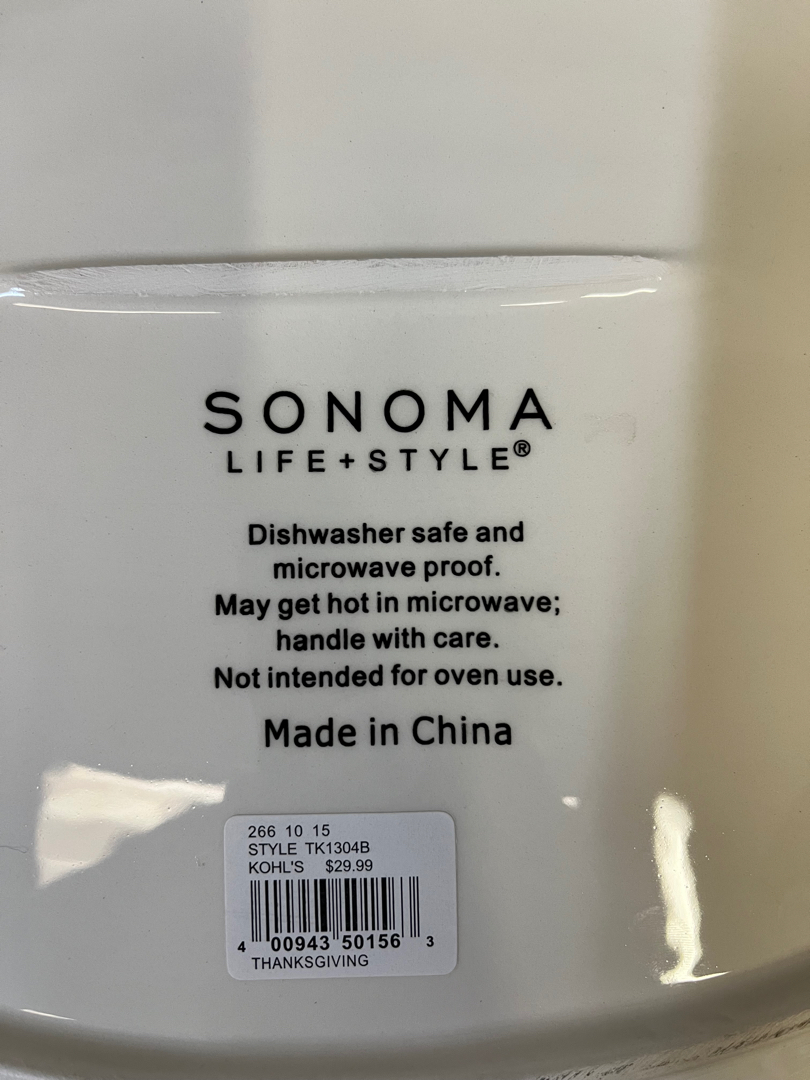 SONOMA
LIFE+STYLE®
Dishwasher safe and
microwave proof.
May get hot in microwave;
handle with care.
Not intended for oven use.
Made in China
266 10 15
STYLE TK1304B
KOHL'S $29.99
4 00943 50156 3
THANKSGIVING